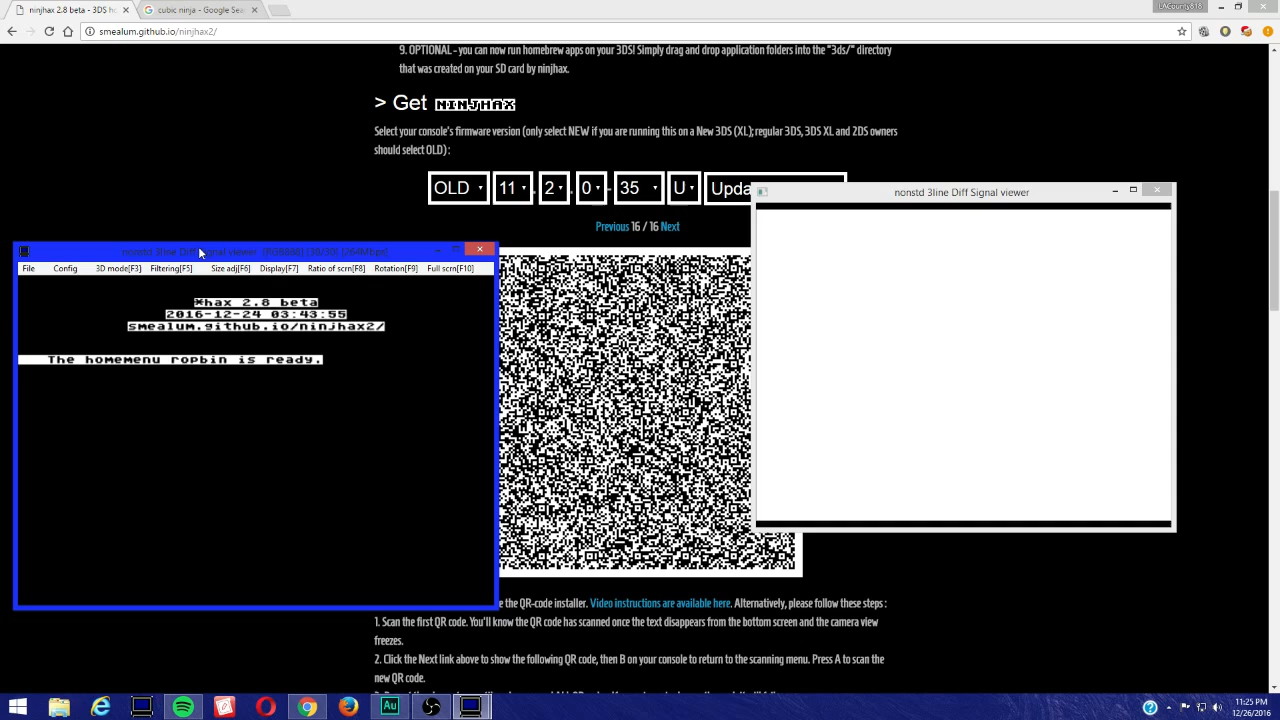 ninjhax 2.8 beta - 3DS ho
cubic ninja - Google Sea
LACounty818
smealum.github.io/ninjhax2/
9. OPTIONAL - you can now run homebrew apps on your 3DS! Simply drag and drop application folders into the "3ds/" directory
that was created on your SD card by ninjhax.
> Get NINJHAX
Select your console's firmware version (only select NEW if you are running this on a New 3DS (XL); regular 3DS, 3DS XL and 2DS owners
should select OLD) :
OLD 11 . 2 . 0 - 35 U Upda
Previous 16 / 16 Next
nonstd 3line Diff Signal viewer
nonstd 3line Diff Signal viewer
File Config 3D mode[F3] Filtering[F5] Size adj[F6] Display[F7] Ratio of scrn[F8] Rotation[F9] Full scrn[F10]
*hax 2.8 beta
2016-12-24 03:43:55
smealum.github.io/ninjhax2/
The homemenu ropbin is ready.
e the QR-code installer. Video instructions are available here. Alternatively, please follow these steps :
1. Scan the first QR code. You'll know the QR code has scanned once the text disappears from the bottom screen and the camera view
freezes.
2. Click the Next link above to show the following QR code, then B on your console to return to the scanning menu. Press A to scan the
new QR code.
Au
11:25 PM
12/26/2016